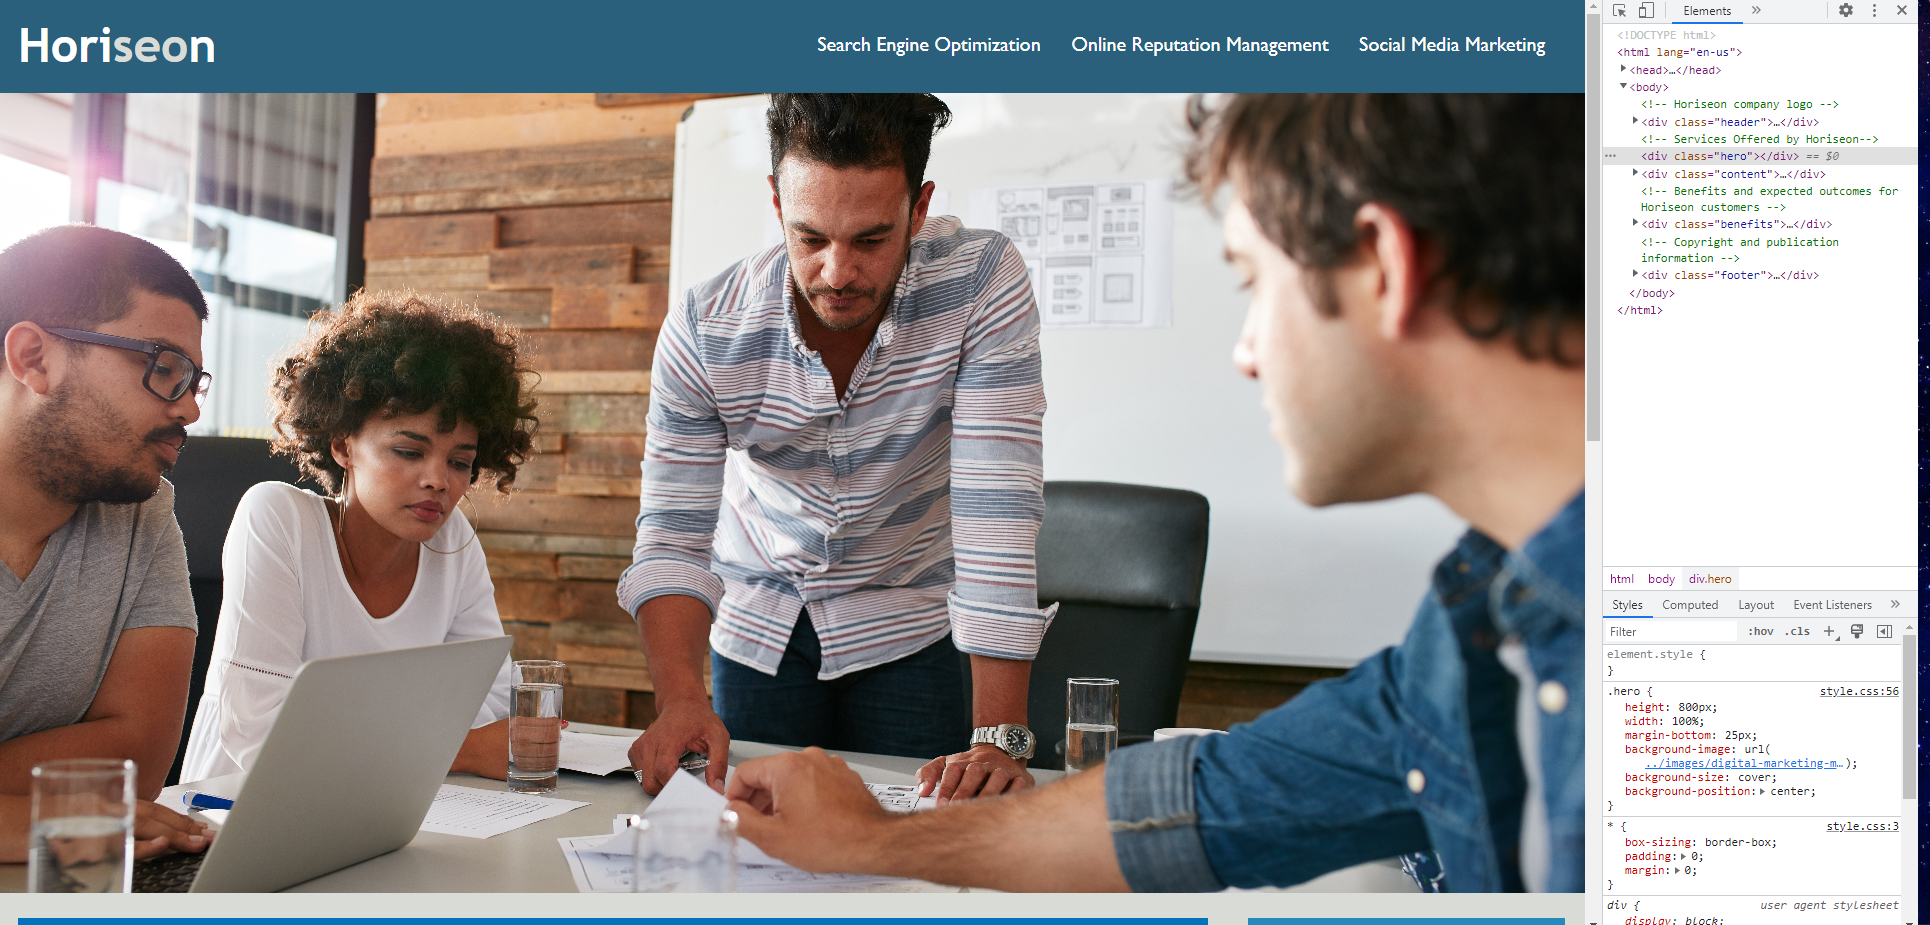 Horiseon
Search Engine Optimization
Online Reputation Management
Social Media Marketing
Elements
<!DOCTYPE html>
<html lang="en-us">
<head>…</head>
<body>
<!-- Horiseon company logo -->
<div class="header">…</div>
<!-- Services Offered by Horiseon-->
<div class="hero"></div> == $0
<div class="content">…</div>
<!-- Benefits and expected outcomes for
Horiseon customers -->
<div class="benefits">…</div>
<!-- Copyright and publication
information -->
<div class="footer">…</div>
</body>
</html>
html body div.hero
Styles Computed Layout Event Listeners
Filter :hov .cls
element.style {
}
.hero { style.css:56
height: 800px;
width: 100%;
margin-bottom: 25px;
background-image: url(
../images/digital-marketing-m…);
background-size: cover;
background-position: center;
}
* { style.css:3
box-sizing: border-box;
padding: 0;
margin: 0;
}
div { user agent stylesheet
display: block;